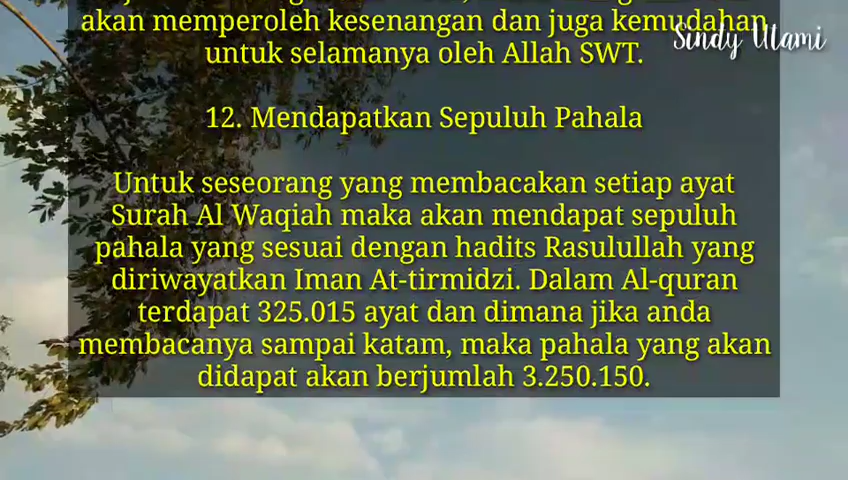 akan memperoleh kesenangan dan juga kemudahan
untuk selamanya oleh Allah SWT.
Sindy Utami
12. Mendapatkan Sepuluh Pahala
Untuk seseorang yang membacakan setiap ayat
Surah Al Waqiah maka akan mendapat sepuluh
pahala yang sesuai dengan hadits Rasulullah yang
diriwayatkan Iman At-tirmidzi. Dalam Al-quran
terdapat 325.015 ayat dan dimana jika anda
membacanya sampai katam, maka pahala yang akan
didapat akan berjumlah 3.250.150.